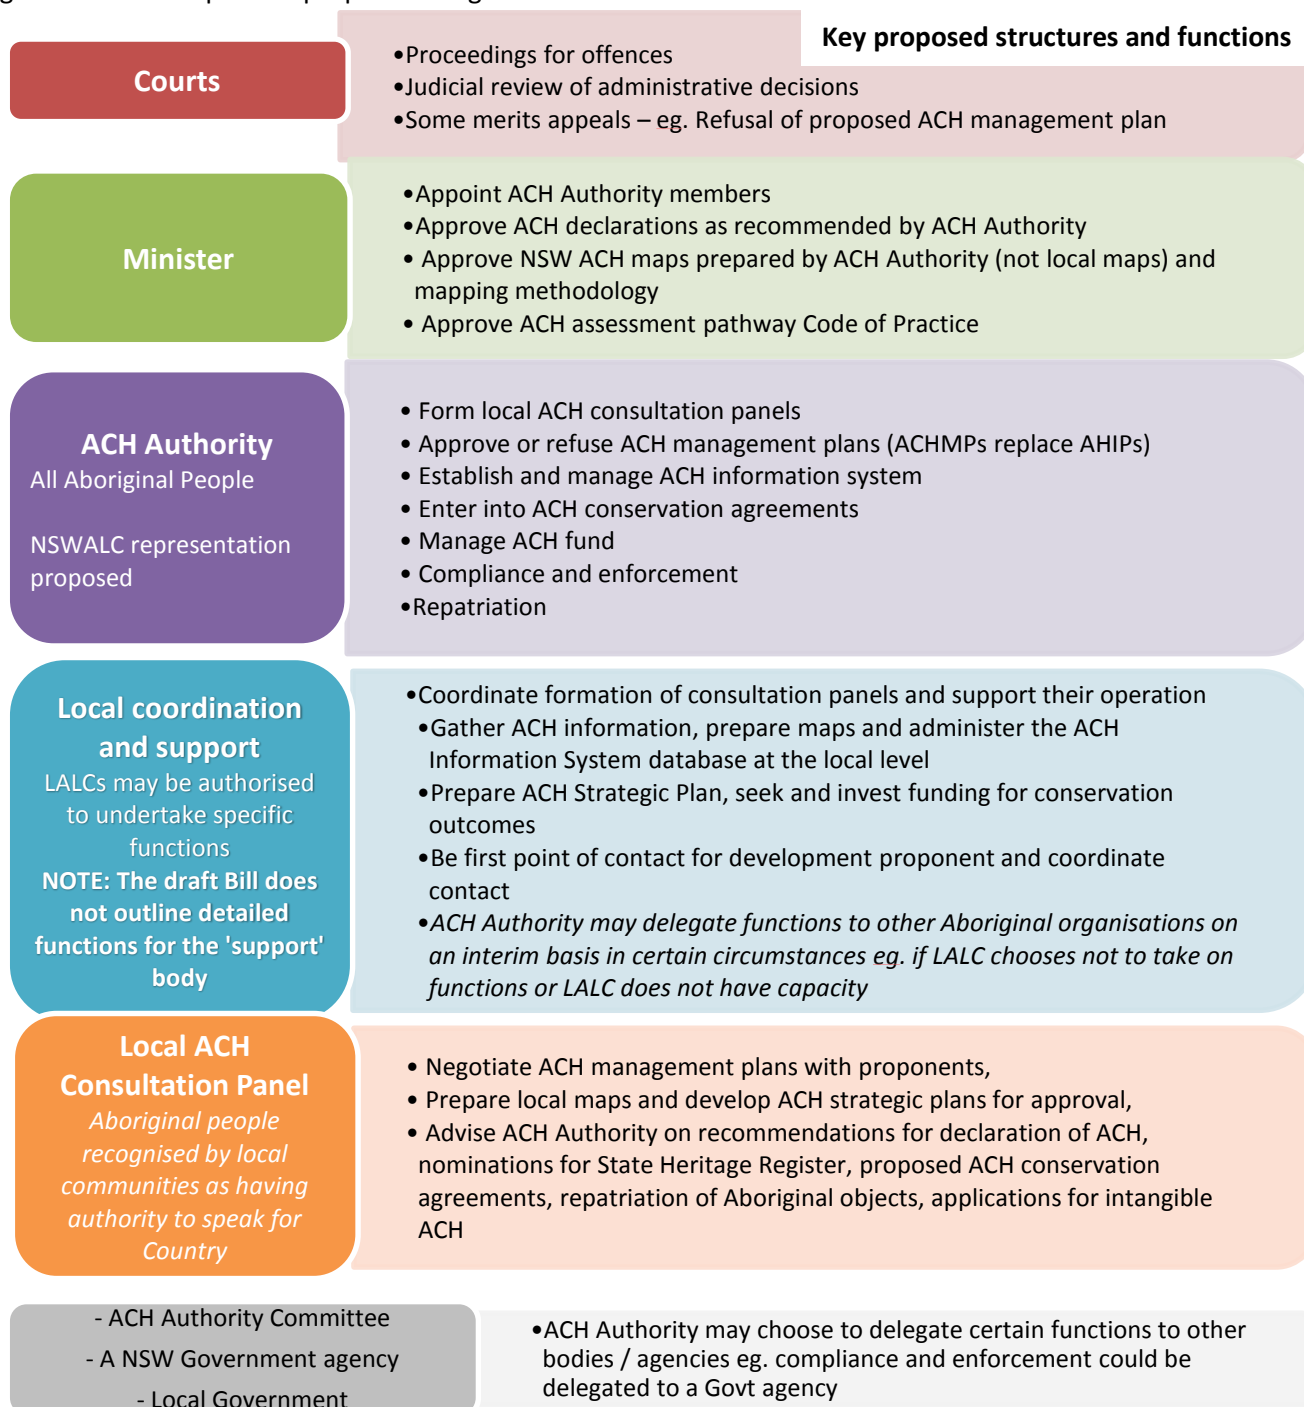 Key proposed structures and functions
Courts
•Proceedings for offences
•Judicial review of administrative decisions
•Some merits appeals – eg. Refusal of proposed ACH management plan
Minister
•Appoint ACH Authority members
•Approve ACH declarations as recommended by ACH Authority
• Approve NSW ACH maps prepared by ACH Authority (not local maps) and
mapping methodology
• Approve ACH assessment pathway Code of Practice
ACH Authority
All Aboriginal People
NSWALC representation
proposed
• Form local ACH consultation panels
• Approve or refuse ACH management plans (ACHMPs replace AHIPs)
• Establish and manage ACH information system
• Enter into ACH conservation agreements
• Manage ACH fund
• Compliance and enforcement
•Repatriation
Local coordination
and support
LALCs may be authorised
to undertake specific
functions
NOTE: The draft Bill does
not outline detailed
functions for the 'support'
body
•Coordinate formation of consultation panels and support their operation
•Gather ACH information, prepare maps and administer the ACH
Information System database at the local level
•Prepare ACH Strategic Plan, seek and invest funding for conservation
outcomes
•Be first point of contact for development proponent and coordinate
contact
•ACH Authority may delegate functions to other Aboriginal organisations on
an interim basis in certain circumstances eg. if LALC chooses not to take on
functions or LALC does not have capacity
Local ACH
Consultation Panel
Aboriginal people
recognised by local
communities as having
authority to speak for
Country
• Negotiate ACH management plans with proponents,
• Prepare local maps and develop ACH strategic plans for approval,
• Advise ACH Authority on recommendations for declaration of ACH,
nominations for State Heritage Register, proposed ACH conservation
agreements, repatriation of Aboriginal objects, applications for intangible
ACH
- ACH Authority Committee
- A NSW Government agency
- Local Government
•ACH Authority may choose to delegate certain functions to other
bodies / agencies eg. compliance and enforcement could be
delegated to a Govt agency